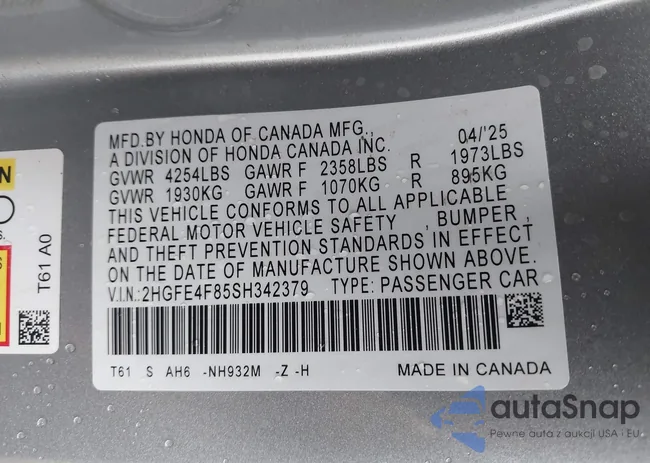 MFD.BY HONDA OF CANADA MFG., 04/'25
A DIVISION OF HONDA CANADA INC.
GVWR 4254LBS GAWR F 2358LBS R 1973LBS
GVWR 1930KG GAWR F 1070KG R 895KG
THIS VEHICLE CONFORMS TO ALL APPLICABLE
FEDERAL MOTOR VEHICLE SAFETY , BUMPER ,
AND THEFT PREVENTION STANDARDS IN EFFECT
ON THE DATE OF MANUFACTURE SHOWN ABOVE.
V.I.N.:2HGFE4F85SH342379 TYPE: PASSENGER CAR
T61 S AH6 -NH932M -Z -H MADE IN CANADA
T61 A0
autaSnap
Pewne auta z aukcji USA · EU